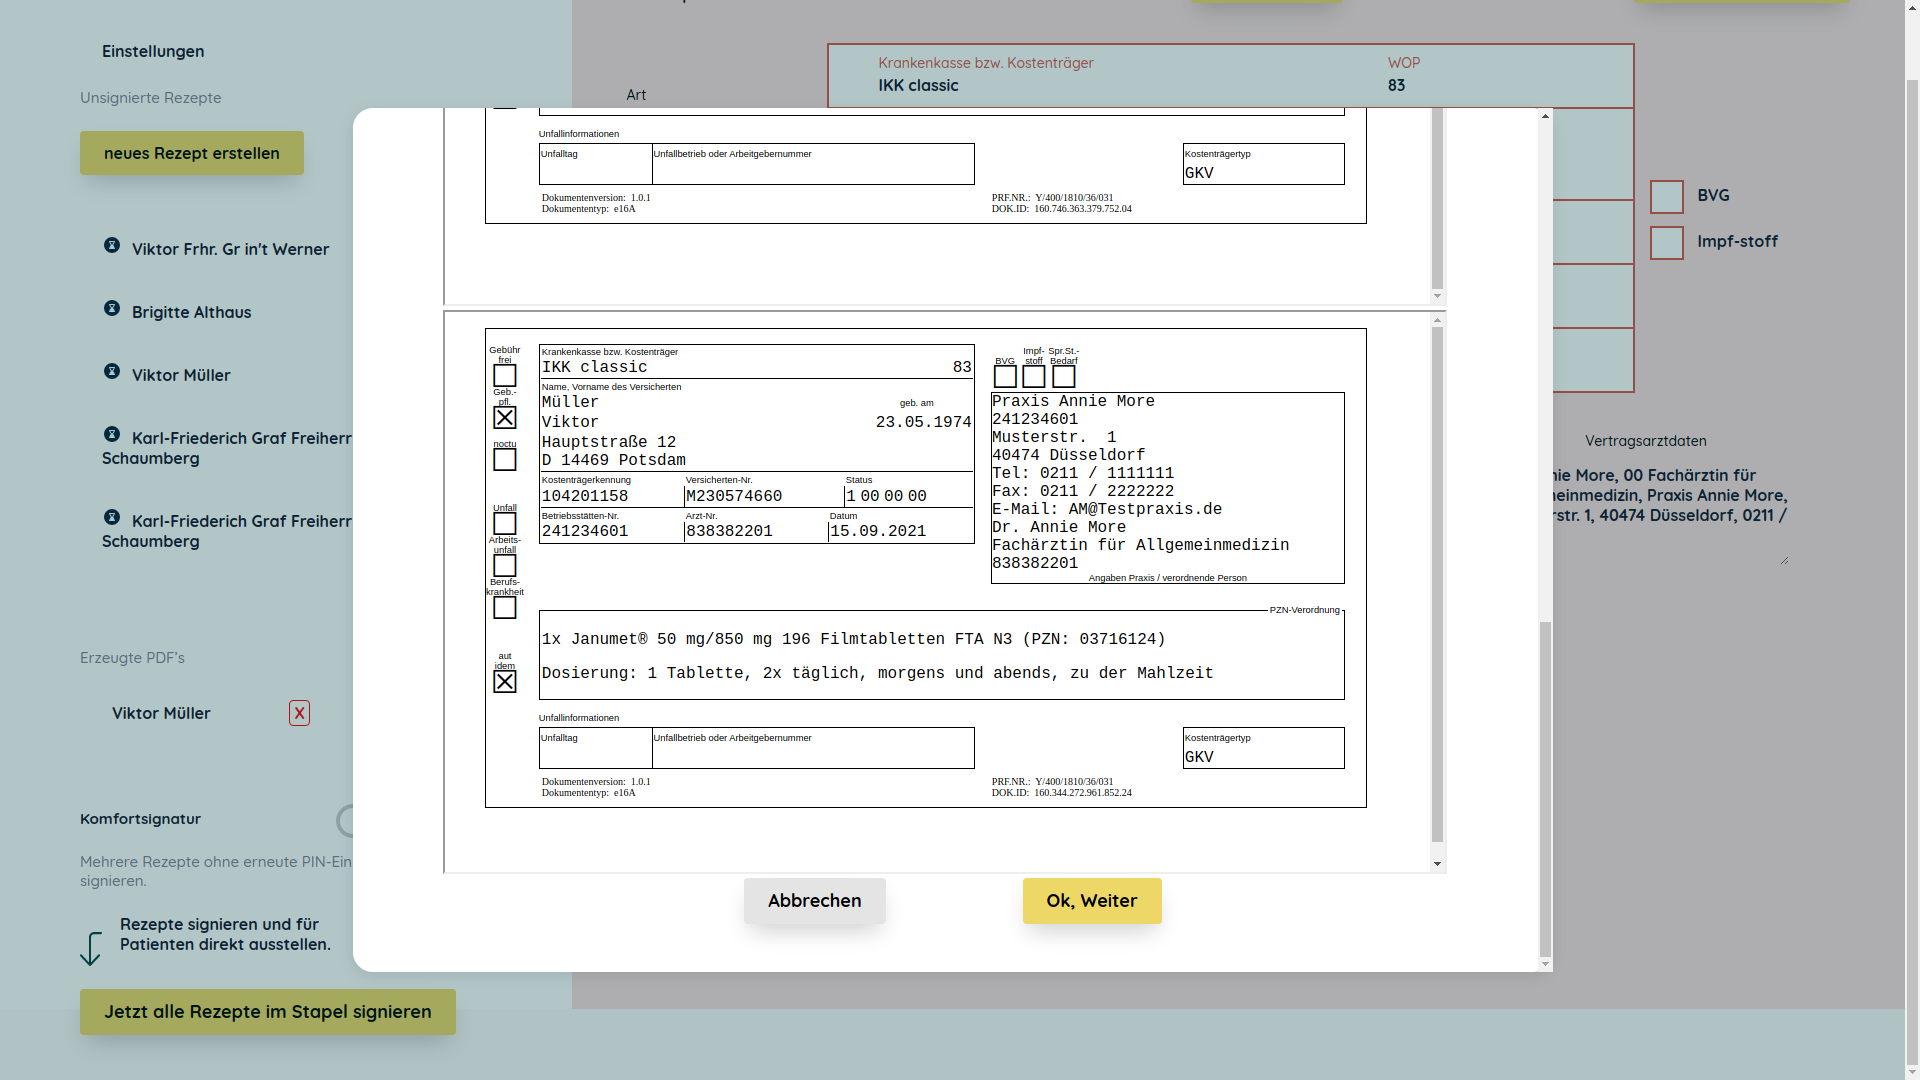 Einstellungen
Unsignierte Rezepte
neues Rezept erstellen
Viktor Frhr. Gr in't Werner
Brigitte Althaus
Viktor Müller
Karl-Friederich Graf Freiherr
Schaumberg
Karl-Friederich Graf Freiherr
Schaumberg
Erzeugte PDF's
Viktor Müller X
Komfortsignatur
Mehrere Rezepte ohne erneute PIN-Ein
signieren.
Rezepte signieren und für
Patienten direkt ausstellen.
Jetzt alle Rezepte im Stapel signieren
Art
Krankenkasse bzw. Kostenträger WOP
IKK classic 83
BVG
Impf-stoff
Vertragsarztdaten
nie More, 00 Fachärztin für
einmedizin, Praxis Annie More,
rstr. 1, 40474 Düsseldorf, 0211 /
Unfallinformationen
Unfalltag Unfallbetrieb oder Arbeitgebernummer Kostenträgertyp
GKV
Dokumentenversion: 1.0.1 PRF.NR.: Y/400/1810/36/031
Dokumententyp: e16A DOK.ID: 160.746.363.379.752.04
Gebühr
frei
Geb.-
pfl.
noctu
Unfall
Arbeits-
unfall
Berufs-
krankheit
aut
idem
Krankenkasse bzw. Kostenträger
IKK classic 83
Name, Vorname des Versicherten
Müller geb. am
Viktor 23.05.1974
Hauptstraße 12
D 14469 Potsdam
Kostenträgerkennung Versicherten-Nr. Status
104201158 M230574660 1 00 00 00
Betriebsstätten-Nr. Arzt-Nr. Datum
241234601 838382201 15.09.2021
BVG Impf-
stoff Spr.St.-
Bedarf
Praxis Annie More
241234601
Musterstr. 1
40474 Düsseldorf
Tel: 0211 / 1111111
Fax: 0211 / 2222222
E-Mail: AM@Testpraxis.de
Dr. Annie More
Fachärztin für Allgemeinmedizin
838382201
Angaben Praxis / verordnende Person
PZN-Verordnung
1x Janumet® 50 mg/850 mg 196 Filmtabletten FTA N3 (PZN: 03716124)
Dosierung: 1 Tablette, 2x täglich, morgens und abends, zu der Mahlzeit
Unfallinformationen
Unfalltag Unfallbetrieb oder Arbeitgebernummer Kostenträgertyp
GKV
Dokumentenversion: 1.0.1 PRF.NR.: Y/400/1810/36/031
Dokumententyp: e16A DOK.ID: 160.344.272.961.852.24
Abbrechen Ok, Weiter